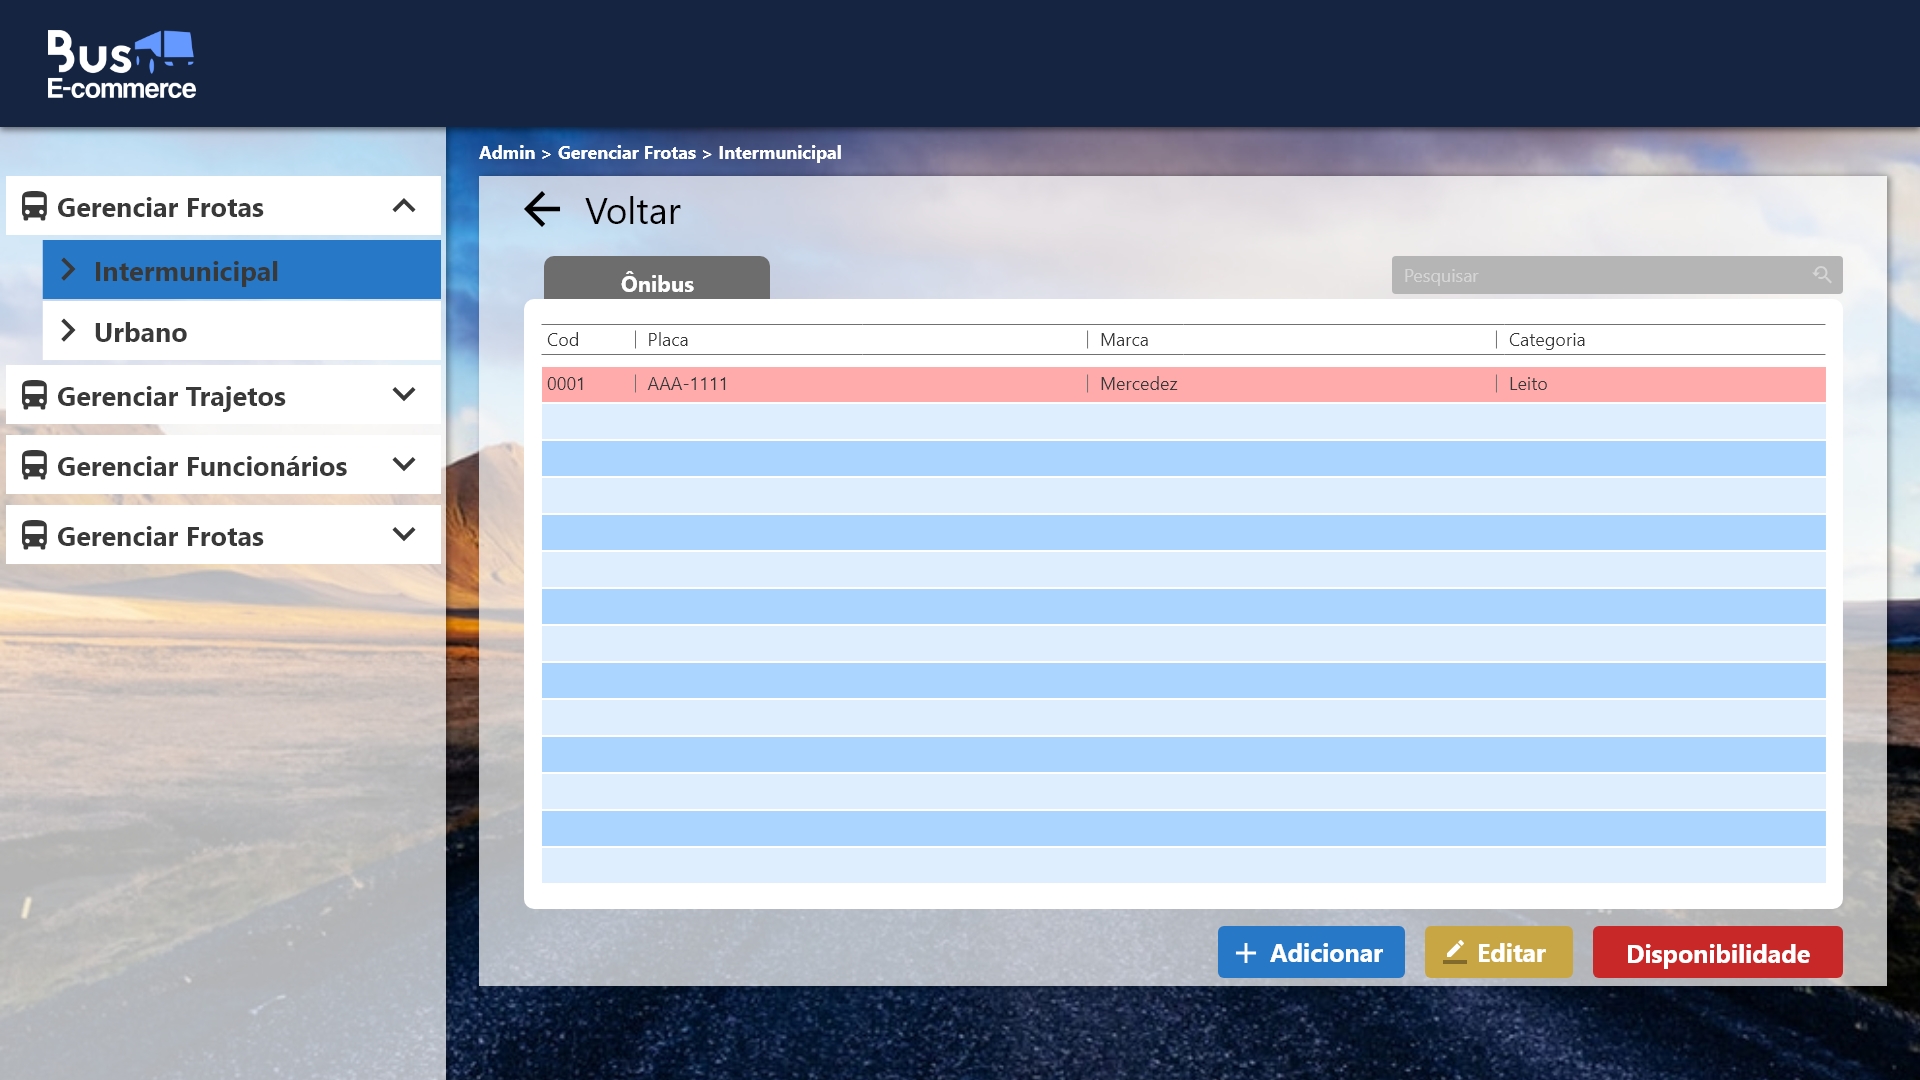 Bus
E-commerce
Admin > Gerenciar Frotas > Intermunicipal
Gerenciar Frotas
Intermunicipal
Urbano
Gerenciar Trajetos
Gerenciar Funcionários
Gerenciar Frotas
Voltar
Ônibus
Pesquisar
Cod | Placa | Marca | Categoria
0001 | AAA-1111 | Mercedez | Leito
+ Adicionar
Editar
Disponibilidade